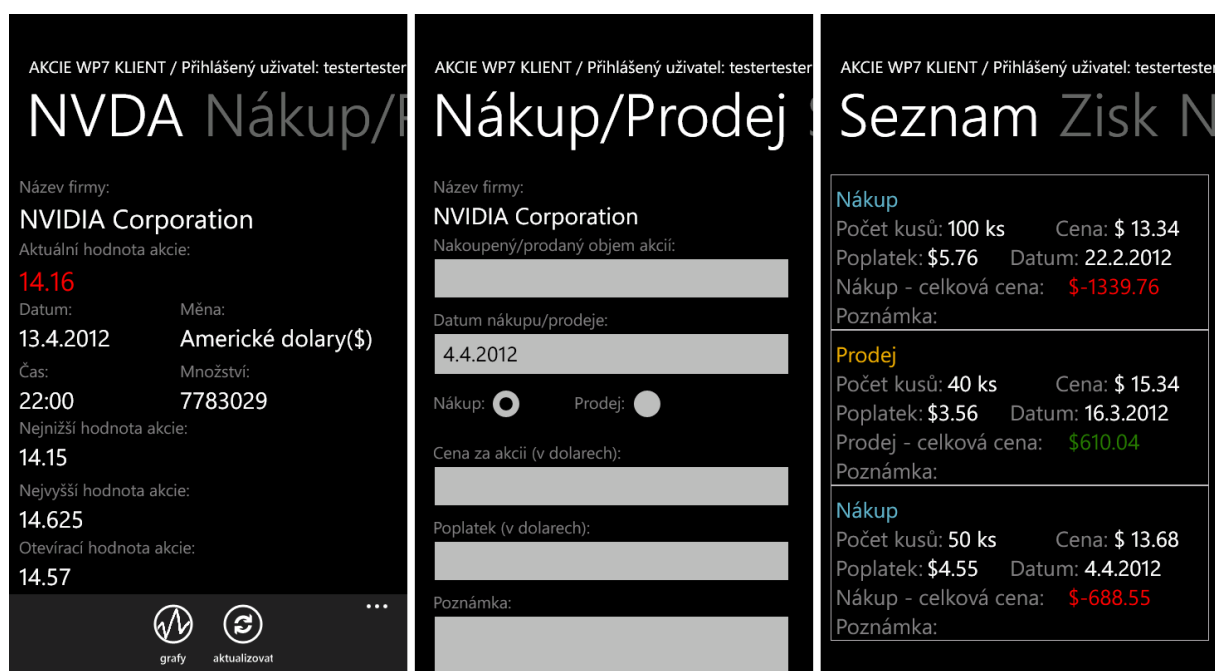 AKCIE WP7 KLIENT / Přihlášený uživatel: testertester
NVDA Nákup/P
Název firmy:
NVIDIA Corporation
Aktuální hodnota akcie:
14.16
Datum: Měna:
13.4.2012 Americké dolary($)
Čas: Množství:
22:00 7783029
Nejnižší hodnota akcie:
14.15
Nejvyšší hodnota akcie:
14.625
Otevírací hodnota akcie:
14.57
...
grafy aktualizovat
AKCIE WP7 KLIENT / Přihlášený uživatel: testertester
Nákup/Prodej
Název firmy:
NVIDIA Corporation
Nakoupený/prodaný objem akcií:
Datum nákupu/prodeje:
4.4.2012
Nákup: Prodej:
Cena za akcii (v dolarech):
Poplatek (v dolarech):
Poznámka:
AKCIE WP7 KLIENT / Přihlášený uživatel: testertester
Seznam Zisk N
Nákup
Počet kusů: 100 ks Cena: $ 13.34
Poplatek: $5.76 Datum: 22.2.2012
Nákup - celková cena: $-1339.76
Poznámka:
Prodej
Počet kusů: 40 ks Cena: $ 15.34
Poplatek: $3.56 Datum: 16.3.2012
Prodej - celková cena: $610.04
Poznámka:
Nákup
Počet kusů: 50 ks Cena: $ 13.68
Poplatek: $4.55 Datum: 4.4.2012
Nákup - celková cena: $-688.55
Poznámka: